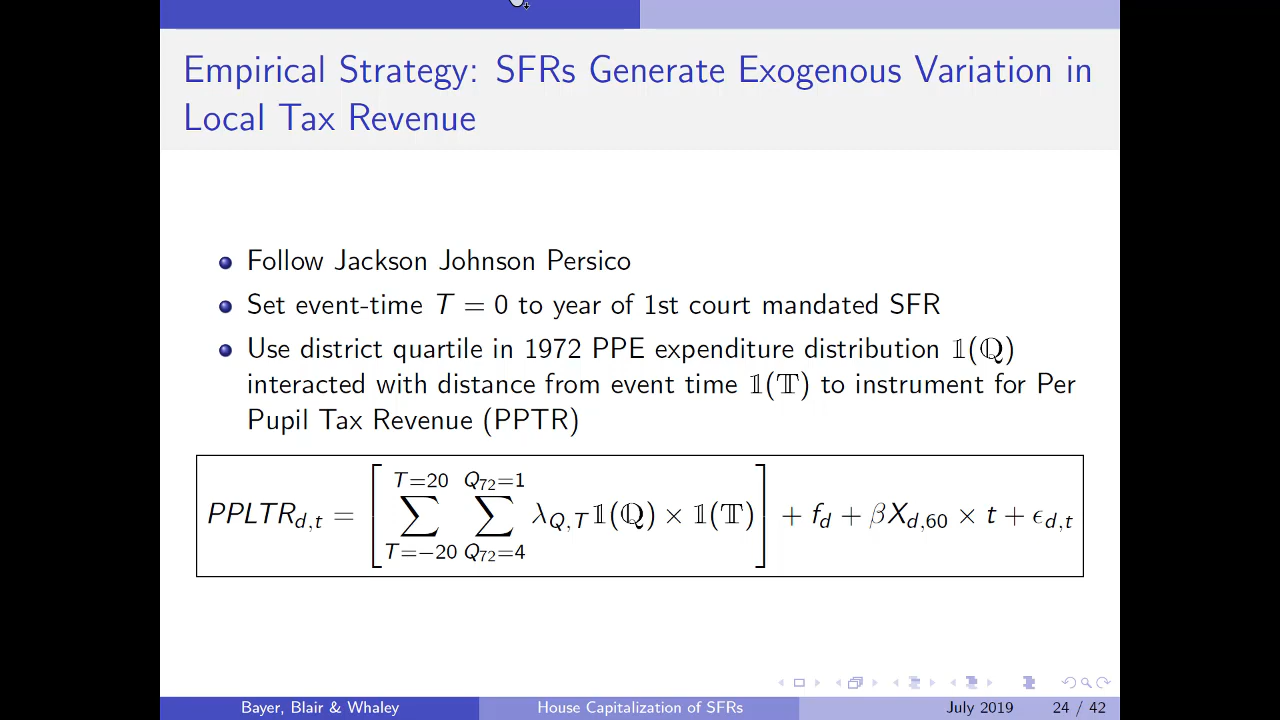 Empirical Strategy: SFRs Generate Exogenous Variation in
Local Tax Revenue
Follow Jackson Johnson Persico
Set event-time T = 0 to year of 1st court mandated SFR
Use district quartile in 1972 PPE expenditure distribution 𝟙(ℚ)
interacted with distance from event time 𝟙(𝕋) to instrument for Per
Pupil Tax Revenue (PPTR)
PPLTR_{d,t} = [ ∑_{T=−20}^{T=20} ∑_{Q_{72}=4}^{Q_{72}=1} λ_{Q,T} 𝟙(ℚ) × 𝟙(𝕋) ] + f_d + βX_{d,60} × t + ϵ_{d,t}
Bayer, Blair & Whaley House Capitalization of SFRs July 2019 24 / 42